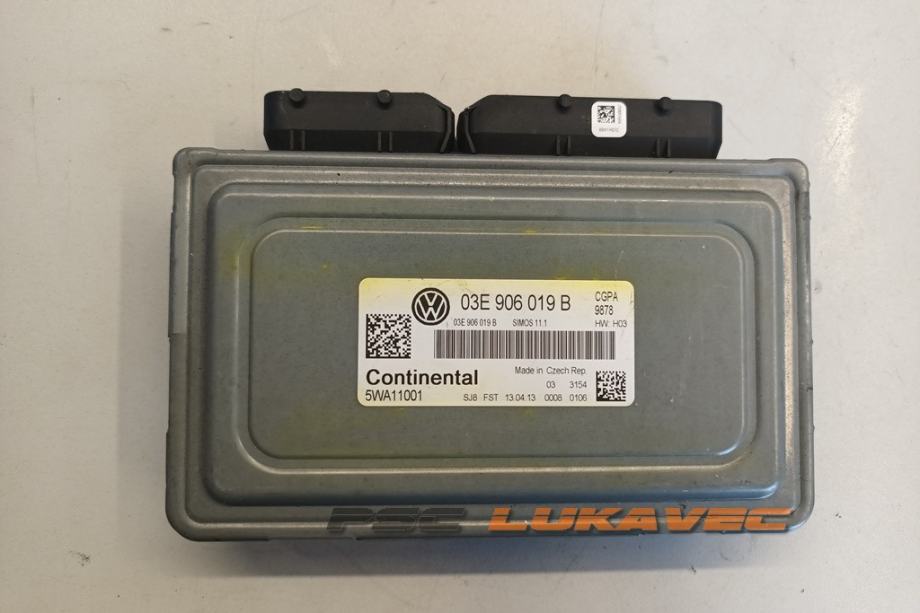 03E 906 019 B
CGPA
9878
03E 906 019 B SIMOS 11.1 HW: H03
Continental
5WA11001
Made in Czech Rep.
03 3154
SJ8 FST 13.04.13 0008 0106
PSC LUKAVEC